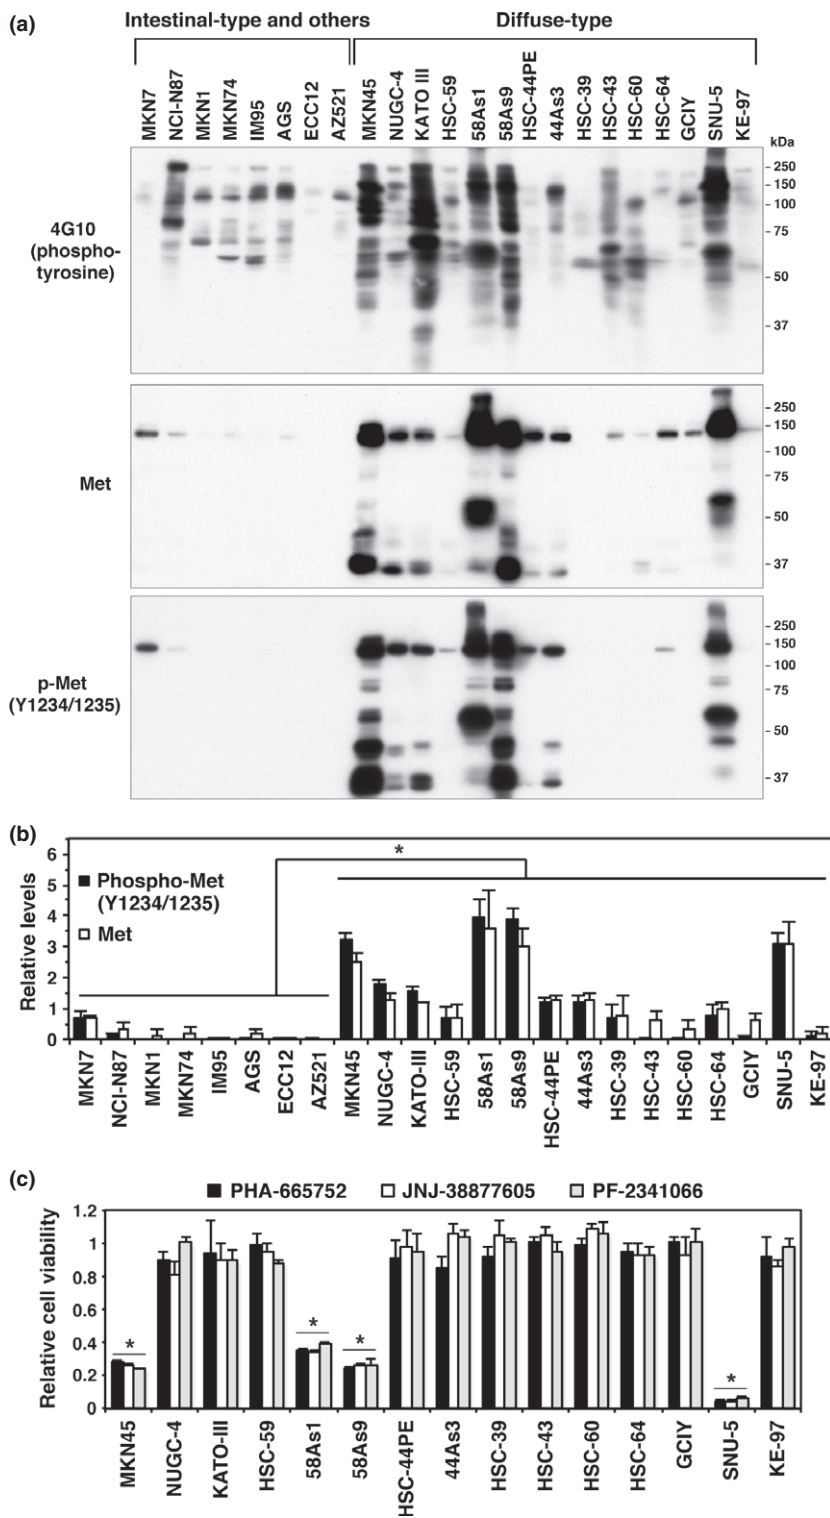 (a)
Intestinal-type and others
Diffuse-type
MKN7
NCI-N87
MKN1
MKN74
IM95
AGS
ECC12
AZ521
MKN45
NUGC-4
KATO III
HSC-59
58As1
58As9
HSC-44PE
44As3
HSC-39
HSC-43
HSC-60
HSC-64
GCIY
SNU-5
KE-97
kDa
4G10
(phospho-
tyrosine)
- 250
- 150
- 100
- 75
- 50
- 37
Met
- 250
- 150
- 100
- 75
- 50
- 37
p-Met
(Y1234/1235)
- 250
- 150
- 100
- 75
- 50
- 37
(b)
Relative levels
6
5
4
3
2
1
0
Phospho-Met
(Y1234/1235)
Met
*
MKN7
NCI-N87
MKN1
MKN74
IM95
AGS
ECC12
AZ521
MKN45
NUGC-4
KATO-III
HSC-59
58As1
58As9
HSC-44PE
44As3
HSC-39
HSC-43
HSC-60
HSC-64
GCIY
SNU-5
KE-97
(c)
PHA-665752 JNJ-38877605 PF-2341066
Relative cell viability
1.2
1
0.8
0.6
0.4
0.2
0
*
*
*
*
MKN45
NUGC-4
KATO-III
HSC-59
58As1
58As9
HSC-44PE
44As3
HSC-39
HSC-43
HSC-60
HSC-64
GCIY
SNU-5
KE-97